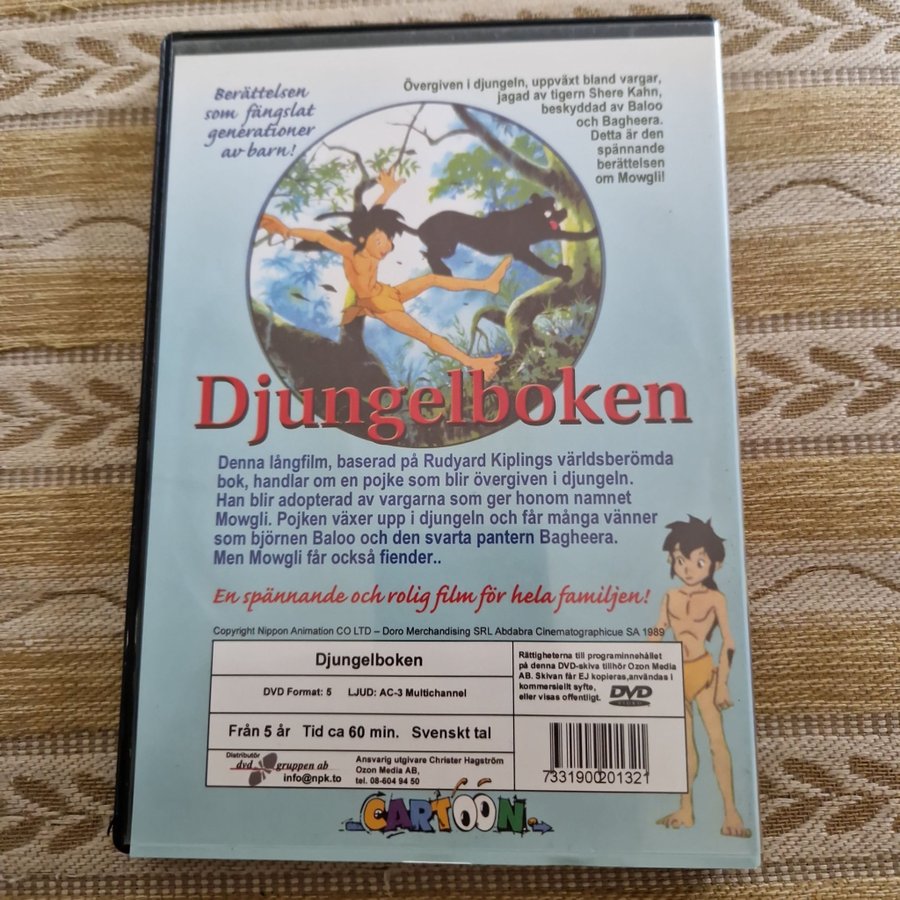 Berättelsen
som fängslat
generationer
av barn!
Övergiven i djungeln, uppväxt bland vargar,
jagad av tigern Shere Kahn,
beskyddad av Baloo
och Bagheera.
Detta är den
spännande
berättelsen
om Mowgli!
Djungelboken
Denna långfilm, baserad på Rudyard Kiplings världsberömda
bok, handlar om en pojke som blir övergiven i djungeln.
Han blir adopterad av vargarna som ger honom namnet
Mowgli. Pojken växer upp i djungeln och får många vänner
som björnen Baloo och den svarta pantern Bagheera.
Men Mowgli får också fiender..
En spännande och rolig film för hela familjen!
Copyright Nippon Animation CO LTD – Doro Merchandising SRL Abdabra Cinematographicue SA 1989
Djungelboken
DVD Format: 5 LJUD: AC-3 Multichannel
Från 5 år Tid ca 60 min. Svenskt tal
Rättigheterna till programinnehållet
på denna DVD-skiva tillhör Ozon Media
AB. Skivan får EJ kopieras,användas i
kommersiellt syfte,
eller visas offentligt.
DVD
VIDEO
Distributör
dvd gruppen ab
info@npk.to
Ansvarig utgivare Christer Hagström
Ozon Media AB,
tel. 08-604 94 50
7331900201321
CARTOON